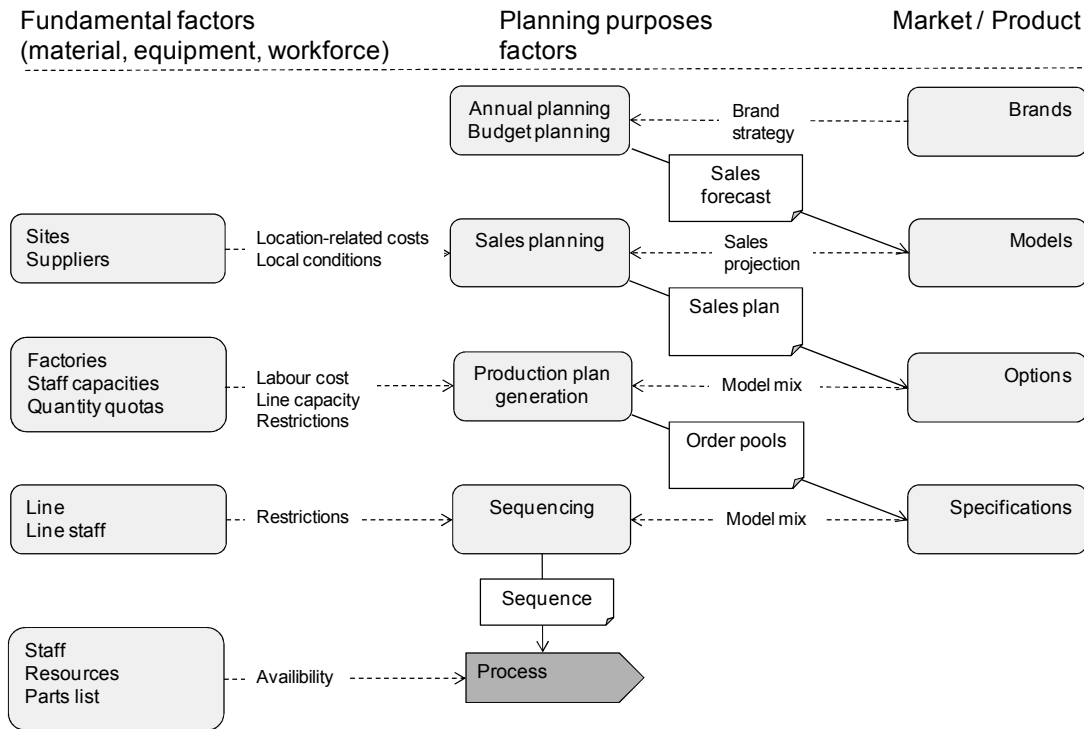 Fundamental factors
(material, equipment, workforce)
Planning purposes
factors
Market / Product
Annual planning
Budget planning
Brand
strategy
Brands
Sales
forecast
Sites
Suppliers
Location-related costs
Local conditions
Sales planning
Sales
projection
Models
Sales plan
Factories
Staff capacities
Quantity quotas
Labour cost
Line capacity
Restrictions
Production plan
generation
Model mix
Options
Order pools
Line
Line staff
Restrictions
Sequencing
Model mix
Specifications
Sequence
Staff
Resources
Parts list
Availibility
Process